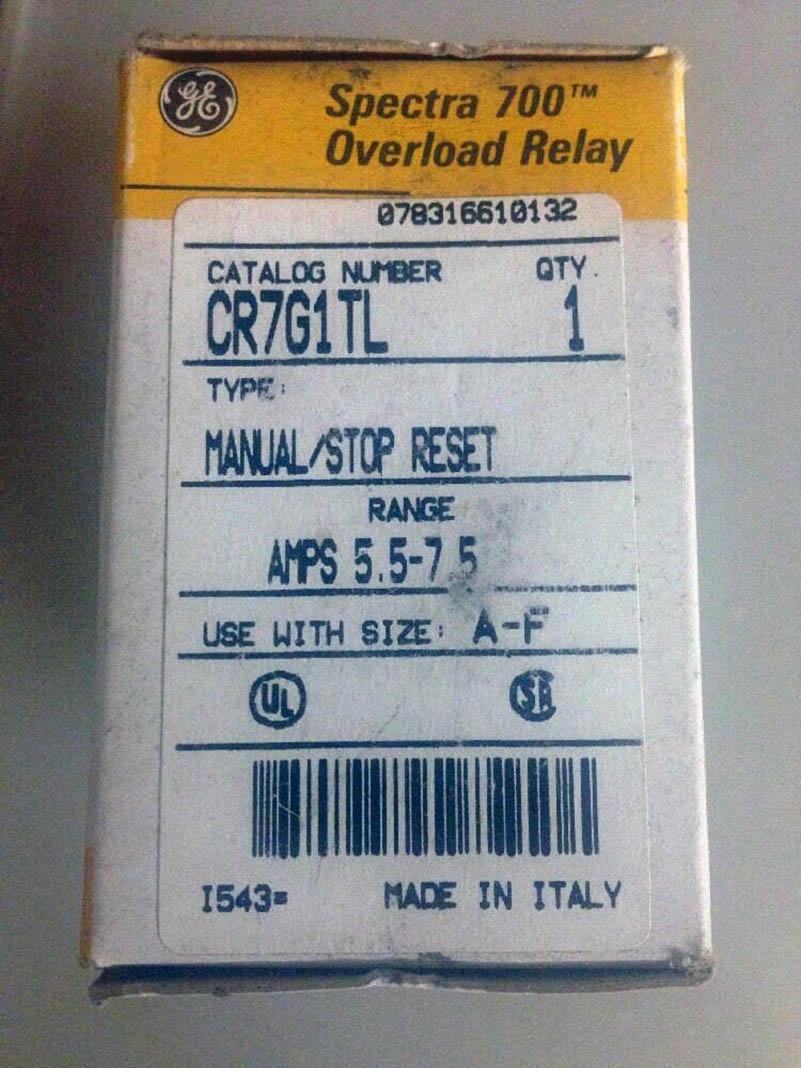 GE
Spectra 700™
Overload Relay
078316610132
CATALOG NUMBER QTY.
CR7G1TL 1
TYPE:
MANUAL/STOP RESET
RANGE
AMPS 5.5-7 5
USE WITH SIZE: A-F
UL SA
I543=
MADE IN ITALY